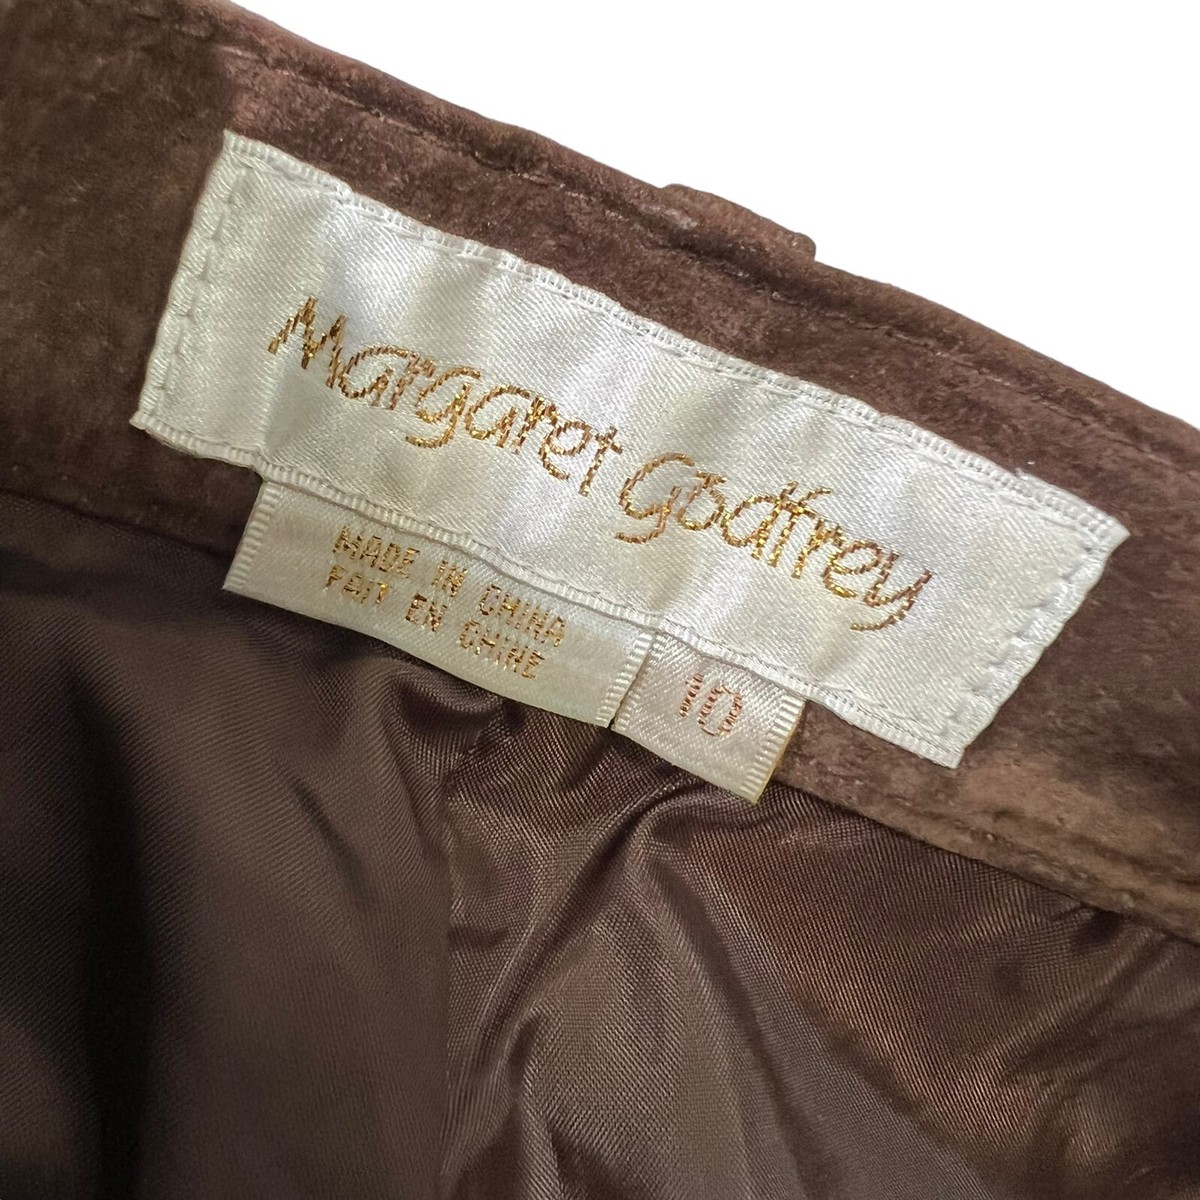 Margaret Godfrey
MADE IN CHINA
FAIT EN CHINE
10